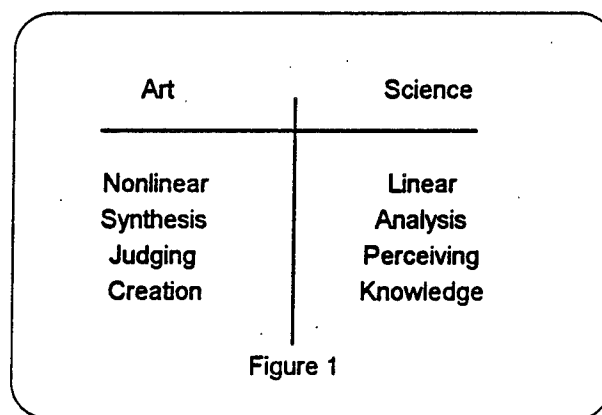 Art Science
Nonlinear Linear
Synthesis Analysis
Judging Perceiving
Creation Knowledge
Figure 1